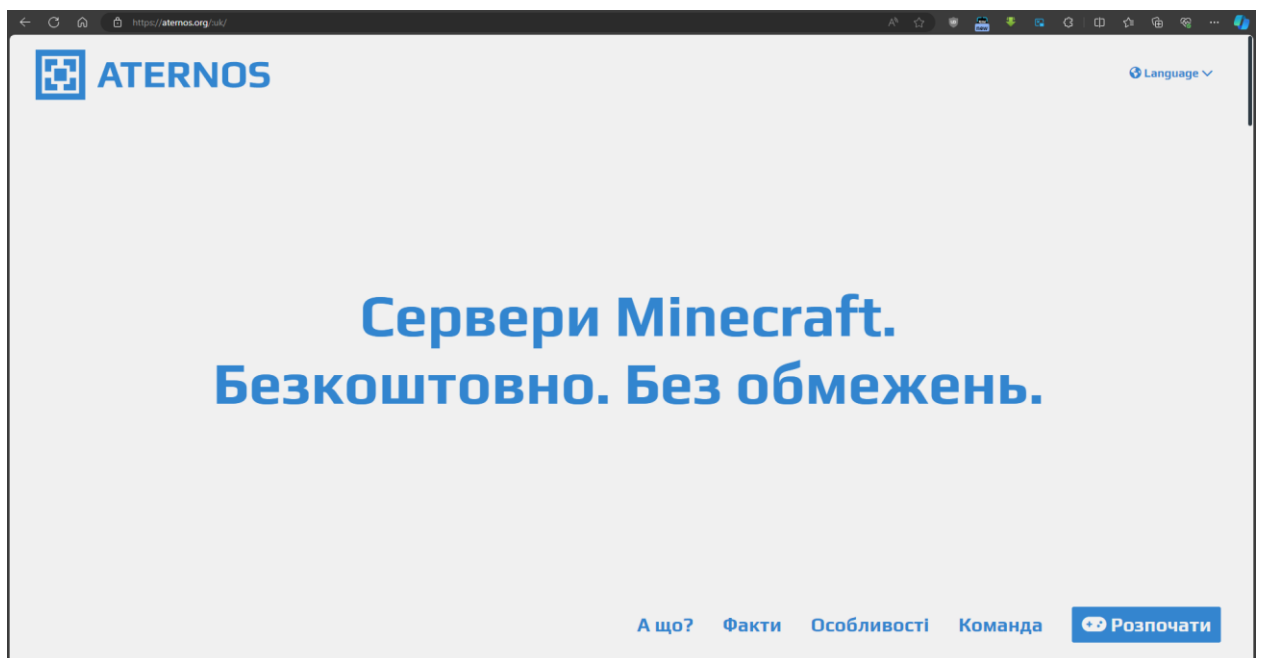 https://aternos.org/:uk/
ATERNOS
Language
Сервери Minecraft.
Безкоштовно. Без обмежень.
А що? Факти Особливості Команда Розпочати